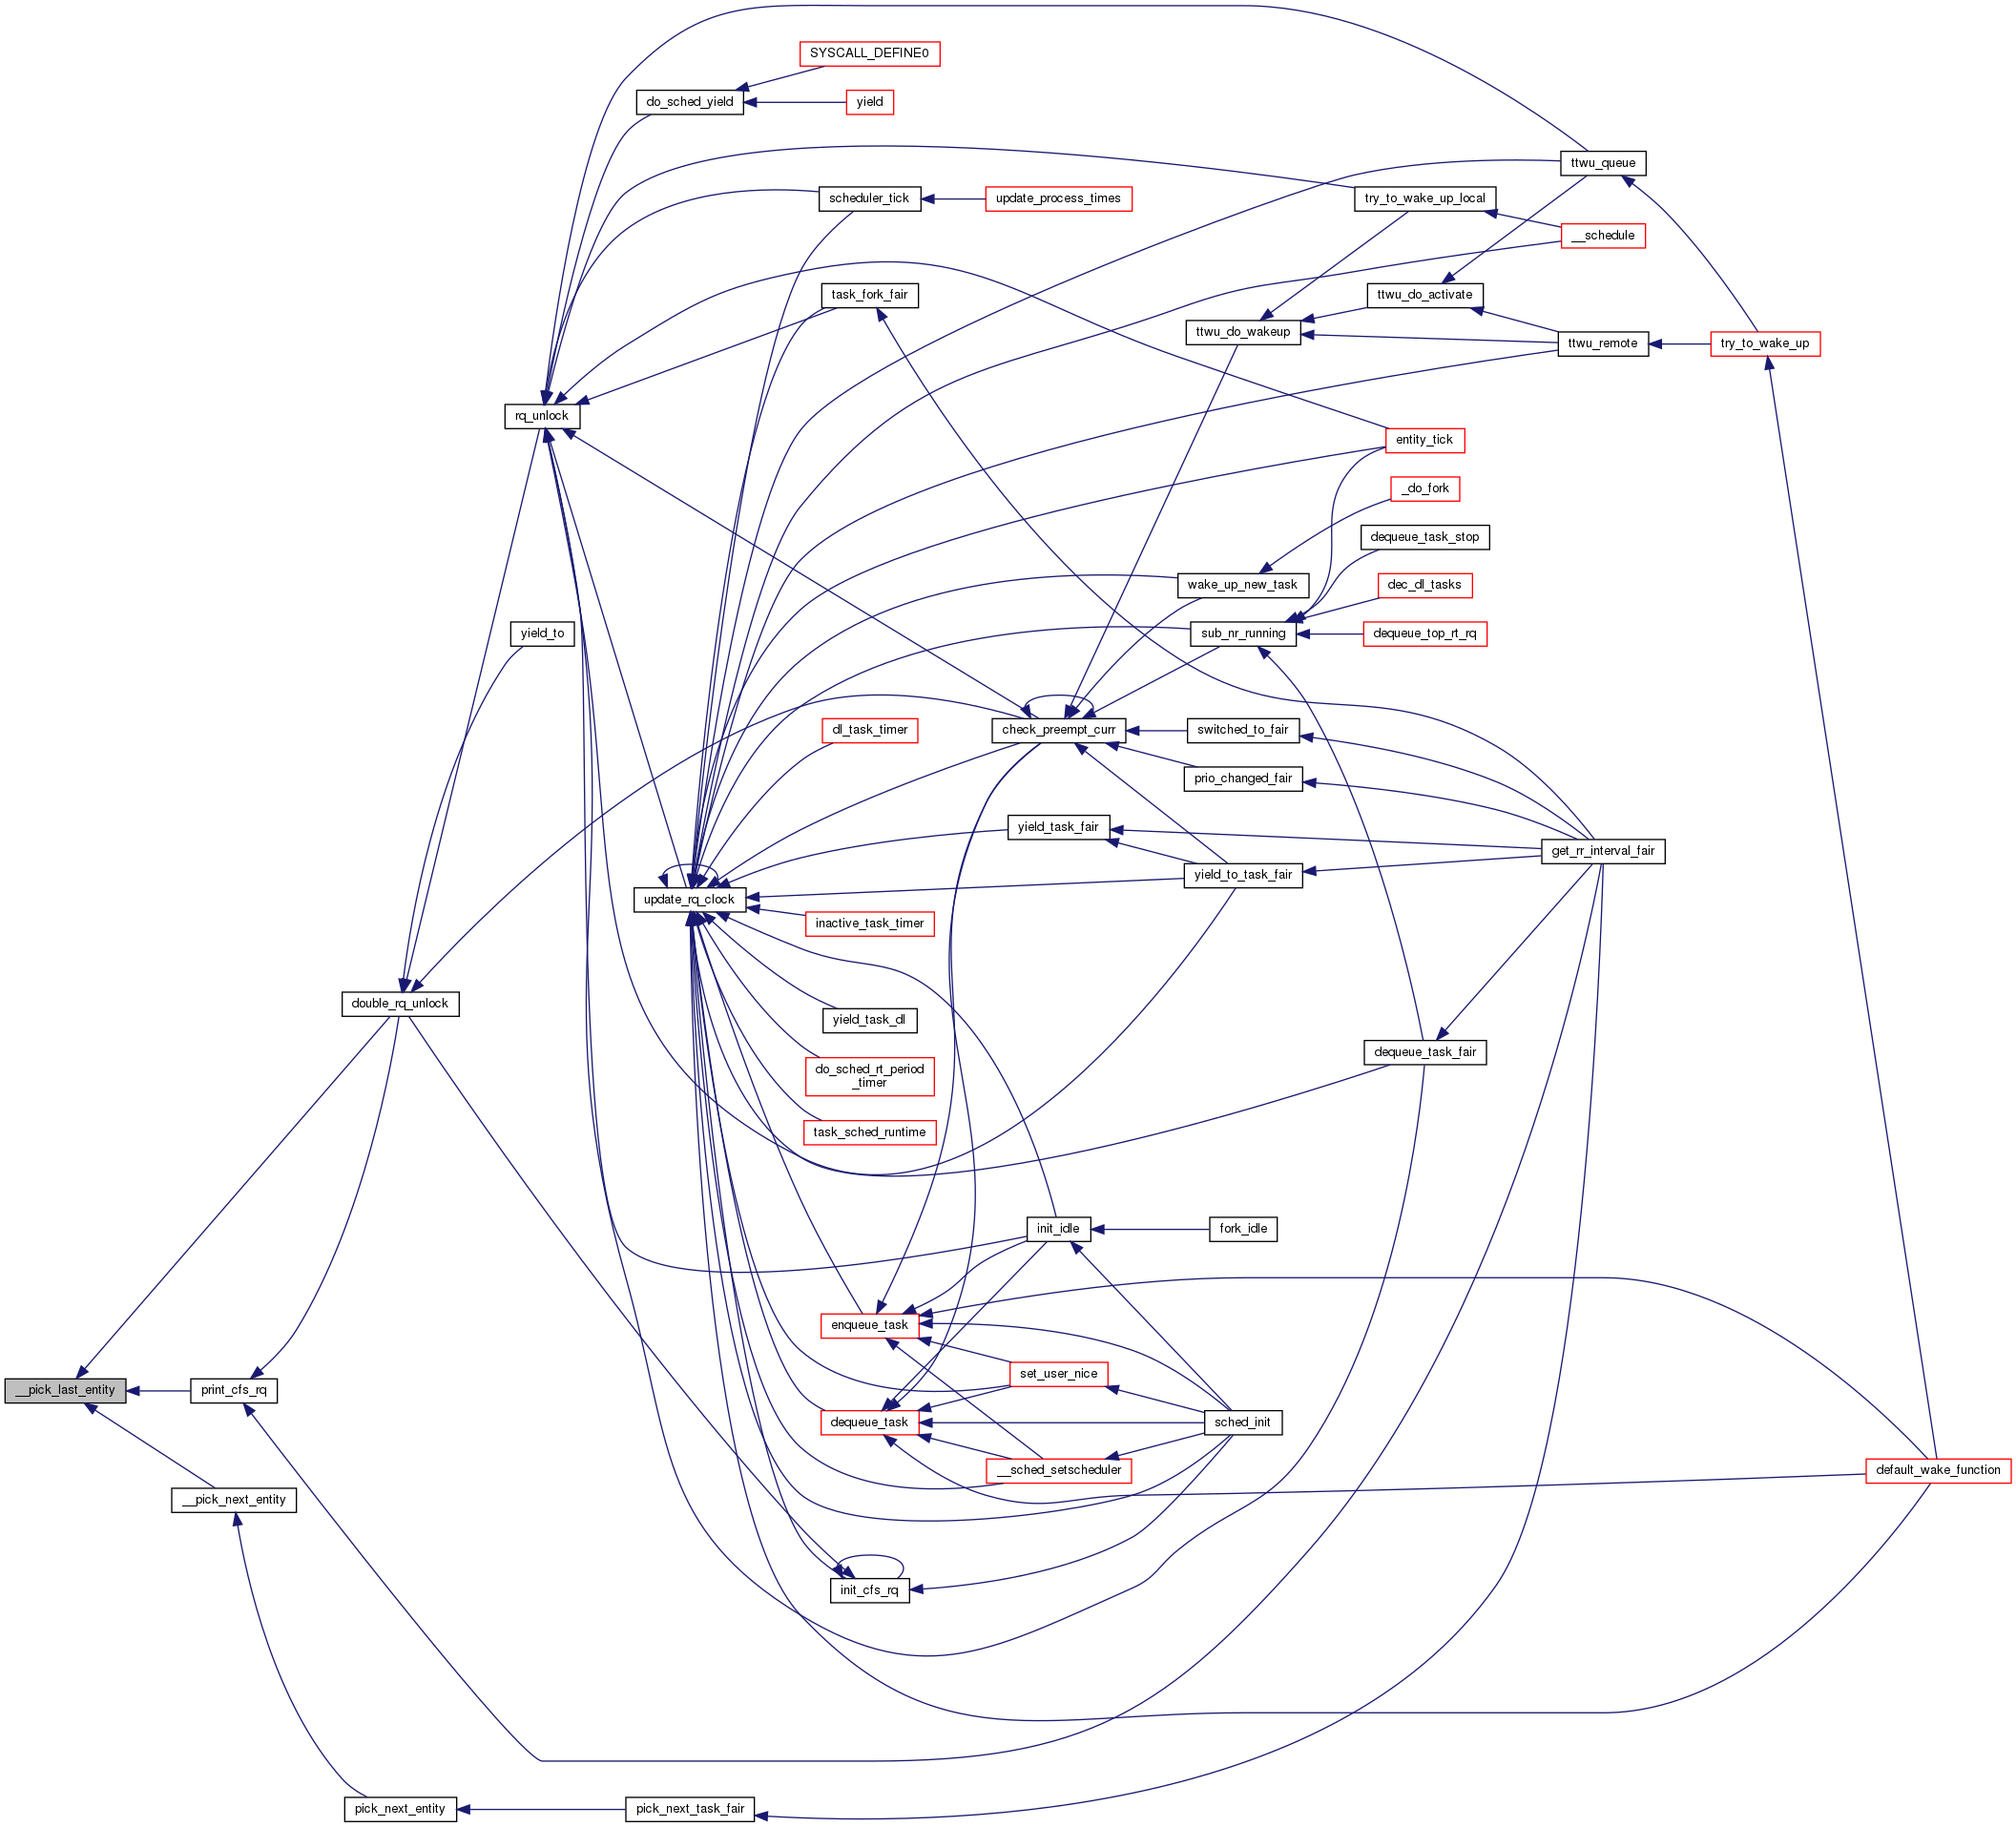 SYSCALL_DEFINE0
do_sched_yield
yield
ttwu_queue
scheduler_tick
update_process_times
try_to_wake_up_local
__schedule
task_fork_fair
ttwu_do_activate
ttwu_do_wakeup
ttwu_remote
try_to_wake_up
rq_unlock
entity_tick
_do_fork
dequeue_task_stop
wake_up_new_task
dec_dl_tasks
yield_to
sub_nr_running
dequeue_top_rt_rq
dl_task_timer
check_preempt_curr
switched_to_fair
prio_changed_fair
yield_task_fair
get_rr_interval_fair
yield_to_task_fair
update_rq_clock
inactive_task_timer
double_rq_unlock
yield_task_dl
dequeue_task_fair
do_sched_rt_period
_timer
task_sched_runtime
init_idle
fork_idle
enqueue_task
set_user_nice
__pick_last_entity
print_cfs_rq
dequeue_task
sched_init
__sched_setscheduler
default_wake_function
__pick_next_entity
init_cfs_rq
pick_next_entity
pick_next_task_fair